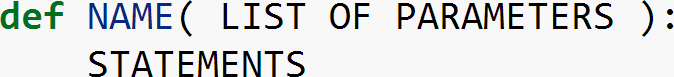 def NAME( LIST OF PARAMETERS ):
    STATEMENTS